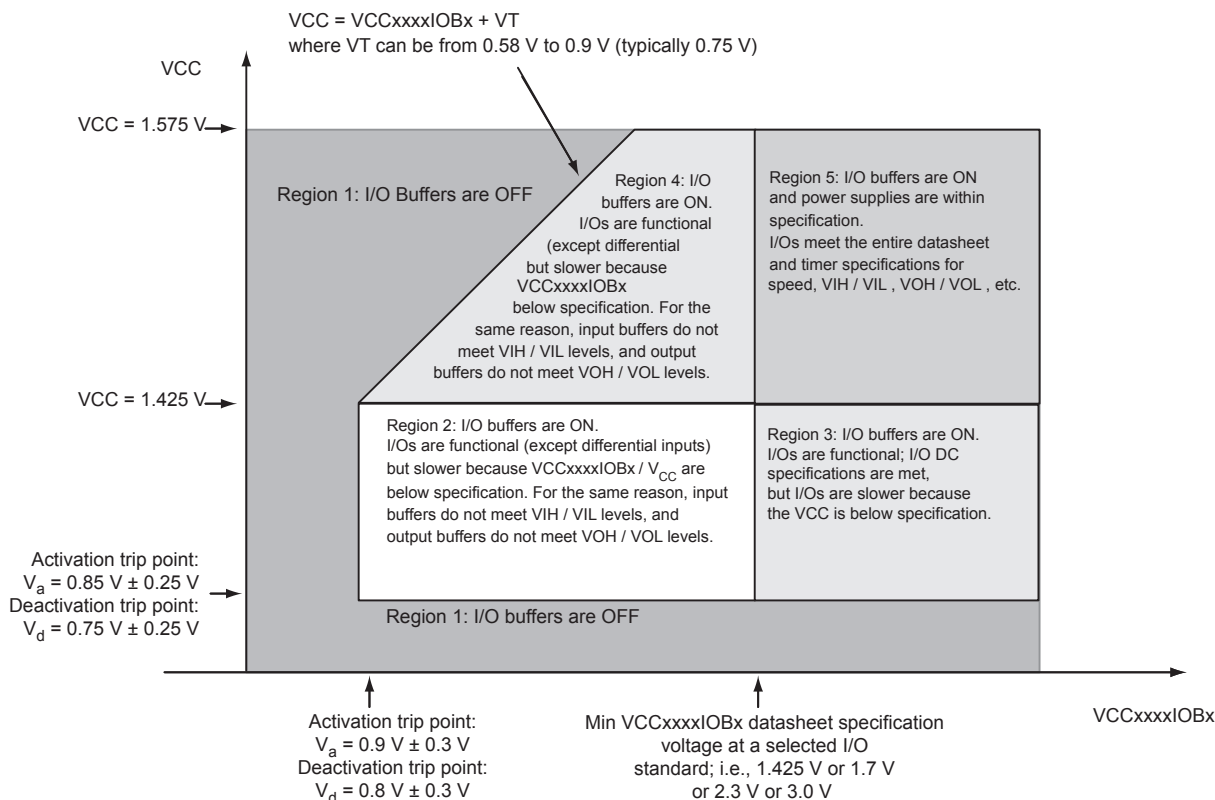 VCC = VCCxxxxIOBx + VT
where VT can be from 0.58 V to 0.9 V (typically 0.75 V)
VCC
VCC = 1.575 V
Region 1: I/O Buffers are OFF
Region 4: I/O
buffers are ON.
I/Os are functional
(except differential
but slower because
VCCxxxxIOBx
below specification. For the
same reason, input buffers do not
meet VIH / VIL levels, and output
buffers do not meet VOH / VOL levels.
Region 5: I/O buffers are ON
and power supplies are within
specification.
I/Os meet the entire datasheet
and timer specifications for
speed, VIH / VIL , VOH / VOL , etc.
VCC = 1.425 V
Region 2: I/O buffers are ON.
I/Os are functional (except differential inputs)
but slower because VCCxxxxIOBx / VCC are
below specification. For the same reason, input
buffers do not meet VIH / VIL levels, and
output buffers do not meet VOH / VOL levels.
Region 3: I/O buffers are ON.
I/Os are functional; I/O DC
specifications are met,
but I/Os are slower because
the VCC is below specification.
Activation trip point:
Va = 0.85 V ± 0.25 V
Deactivation trip point:
Vd = 0.75 V ± 0.25 V
Region 1: I/O buffers are OFF
Activation trip point:
Va = 0.9 V ± 0.3 V
Deactivation trip point:
Vd = 0.8 V ± 0.3 V
Min VCCxxxxIOBx datasheet specification
voltage at a selected I/O
standard; i.e., 1.425 V or 1.7 V
or 2.3 V or 3.0 V
VCCxxxxIOBx